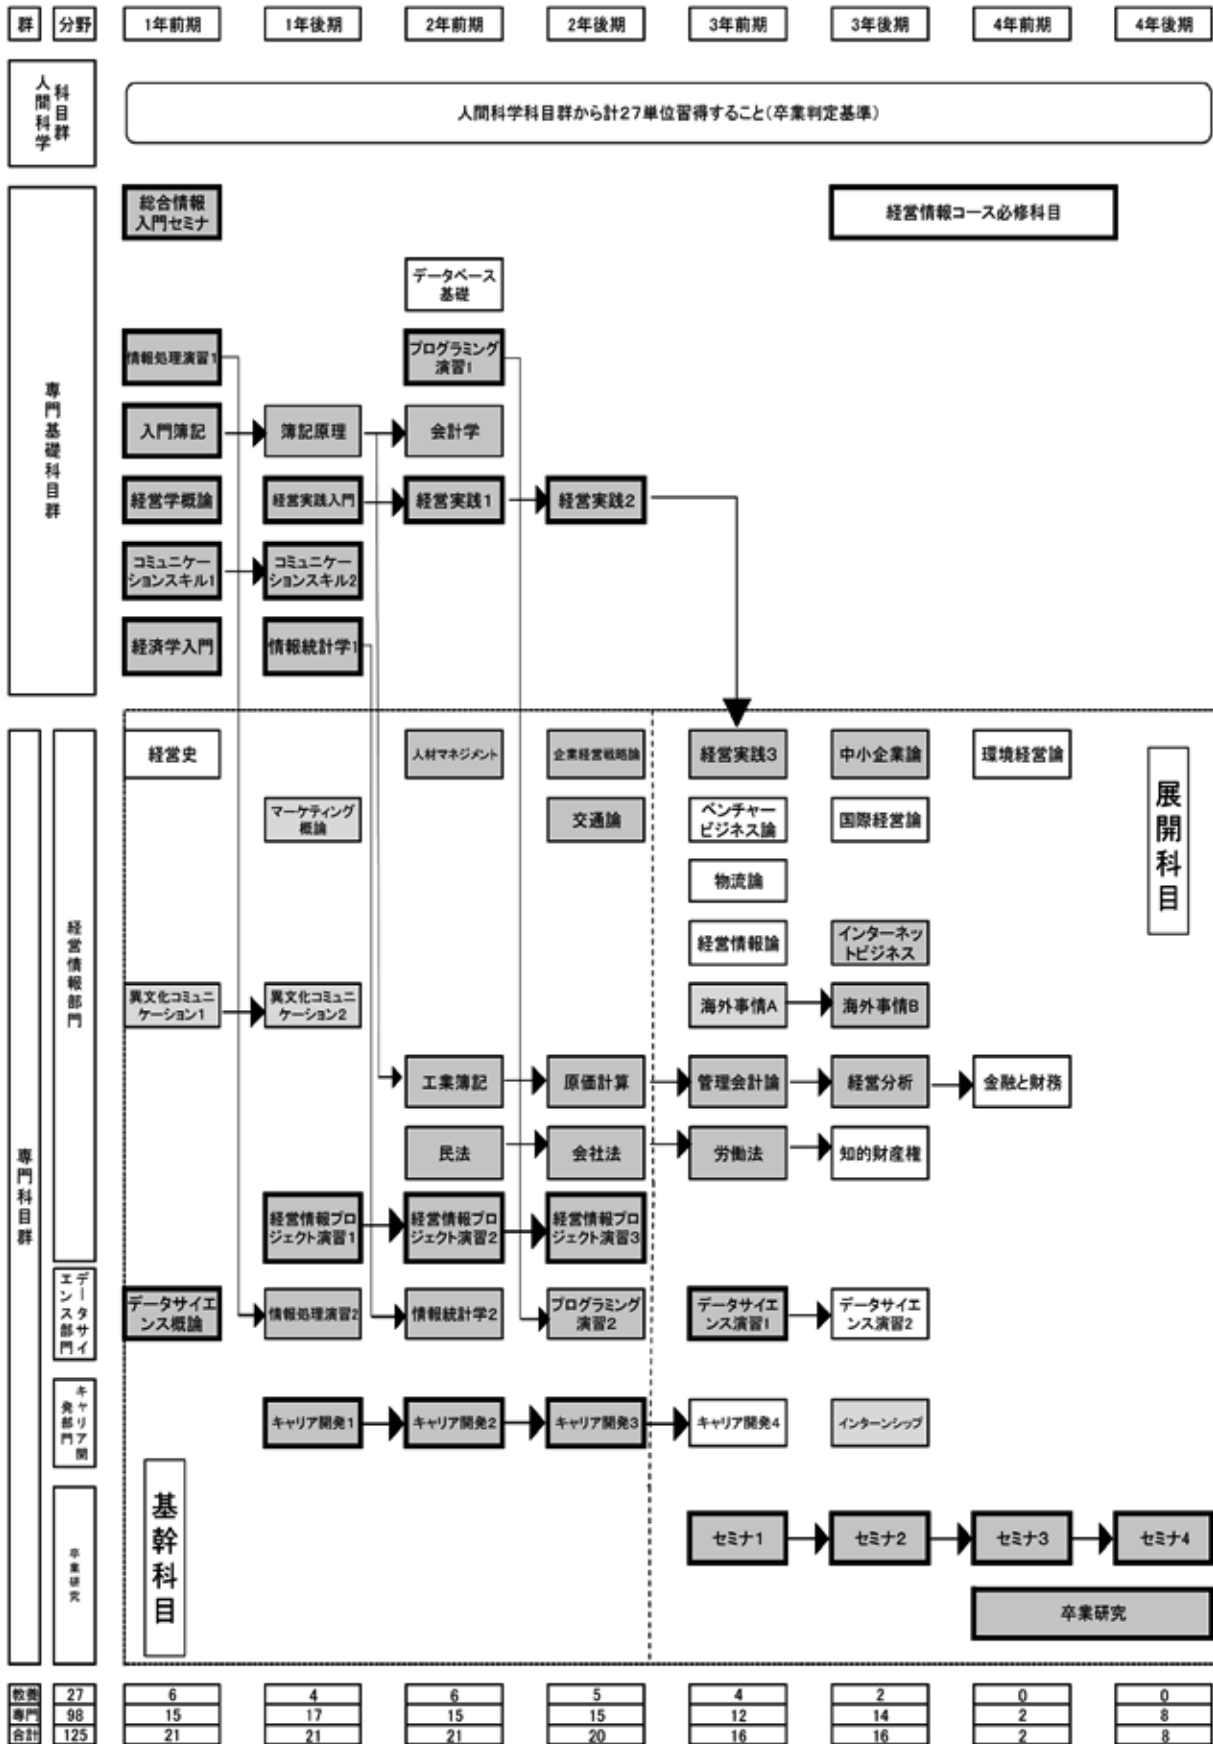 群 分野 1年前期 1年後期 2年前期 2年後期 3年前期 3年後期 4年前期 4年後期
人間科学
科目群
人間科学科目群から計27単位習得すること(卒業判定基準)
専門基礎科目群
総合情報
入門セミナ
経営情報コース必修科目
データベース
基礎
情報処理演習1
プログラミング
演習1
入門簿記 簿記原理 会計学
経営学概論 経営実践入門 経営実践1 経営実践2
コミュニケー
ションスキル1
コミュニケー
ションスキル2
経済学入門 情報統計学1
専門科目群
経営情報部門
経営史 人材マネジメント 企業経営戦略論 経営実践3 中小企業論 環境経営論
展開科目
マーケティング
概論
交通論
ベンチャー
ビジネス論
国際経営論
物流論
経営情報論
インターネッ
トビジネス
異文化コミュニ
ケーション1
異文化コミュニ
ケーション2
海外事情A 海外事情B
工業簿記 原価計算 管理会計論 経営分析 金融と財務
民法 会社法 労働法 知的財産権
経営情報プロ
ジェクト演習1
経営情報プロ
ジェクト演習2
経営情報プロ
ジェクト演習3
データサイ
エンス部門
データサイエ
ンス概論
情報処理演習2 情報統計学2
プログラミング
演習2
データサイエ
ンス演習1
データサイエ
ンス演習2
キャリア開
発部門
キャリア開発1 キャリア開発2 キャリア開発3 キャリア開発4 インターンシップ
基幹科目
卒業研究
セミナ1 セミナ2 セミナ3 セミナ4
卒業研究
教養 27 6 4 6 5 4 2 0 0
専門 98 15 17 15 15 12 14 2 8
合計 125 21 21 21 20 16 16 2 8